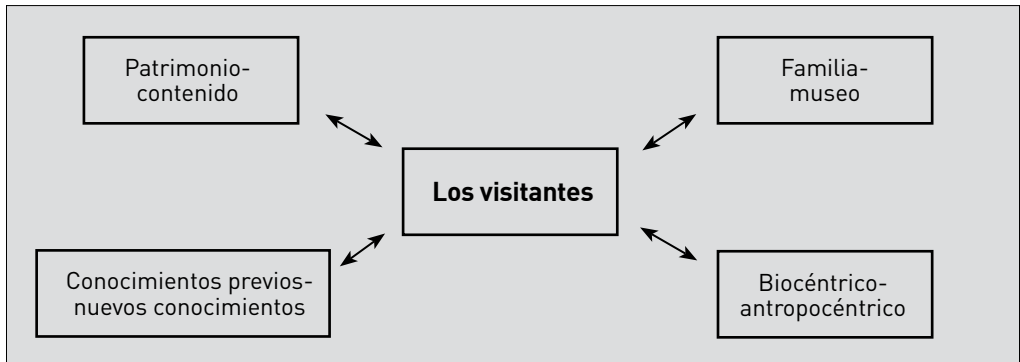 Patrimonio-
contenido
Familia-
museo
Los visitantes
Conocimientos previos-
nuevos conocimientos
Biocéntrico-
antropocéntrico